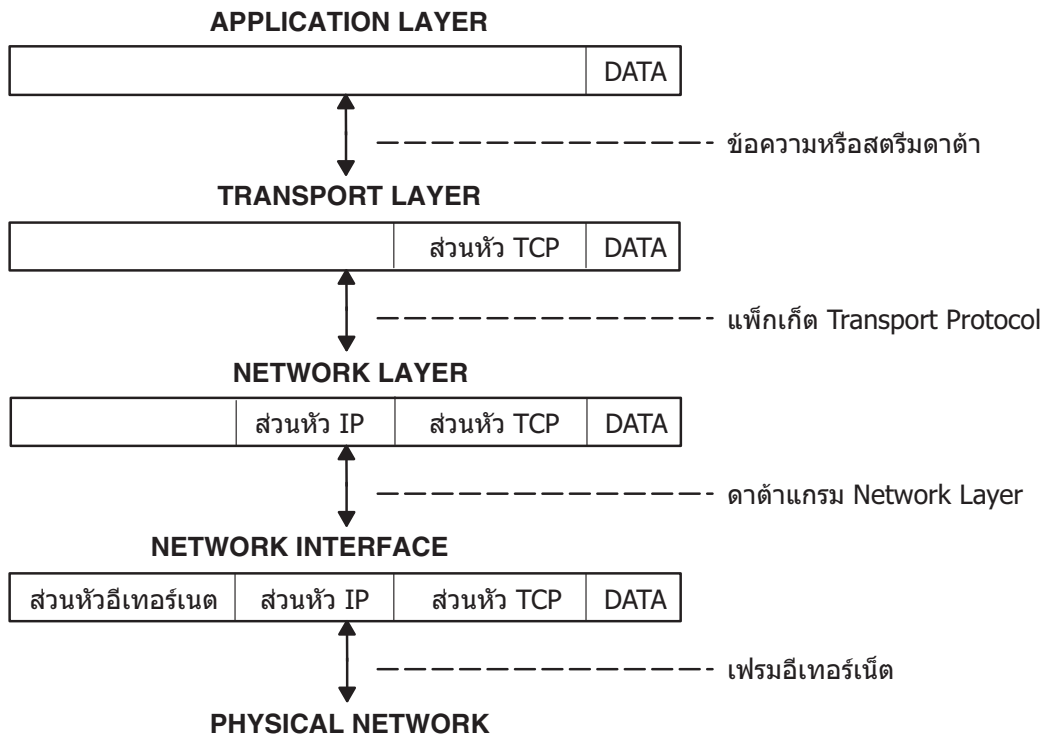 APPLICATION LAYER
DATA
ข้อความหรือสตรีมดาต้า
TRANSPORT LAYER
ส่วนหัว TCP DATA
แพ็กเก็ต Transport Protocol
NETWORK LAYER
ส่วนหัว IP ส่วนหัว TCP DATA
ดาต้าแกรม Network Layer
NETWORK INTERFACE
ส่วนหัวอีเทอร์เนต ส่วนหัว IP ส่วนหัว TCP DATA
เฟรมอีเทอร์เน็ต
PHYSICAL NETWORK